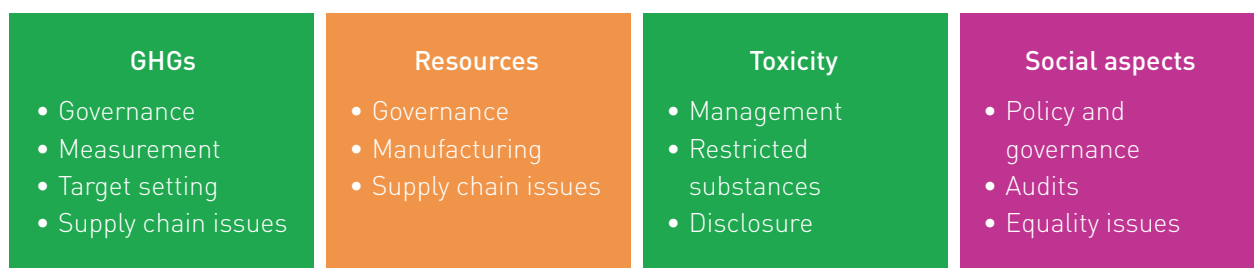 GHGs
• Governance
• Measurement
• Target setting
• Supply chain issues
Resources
• Governance
• Manufacturing
• Supply chain issues
Toxicity
• Management
• Restricted
substances
• Disclosure
Social aspects
• Policy and
governance
• Audits
• Equality issues